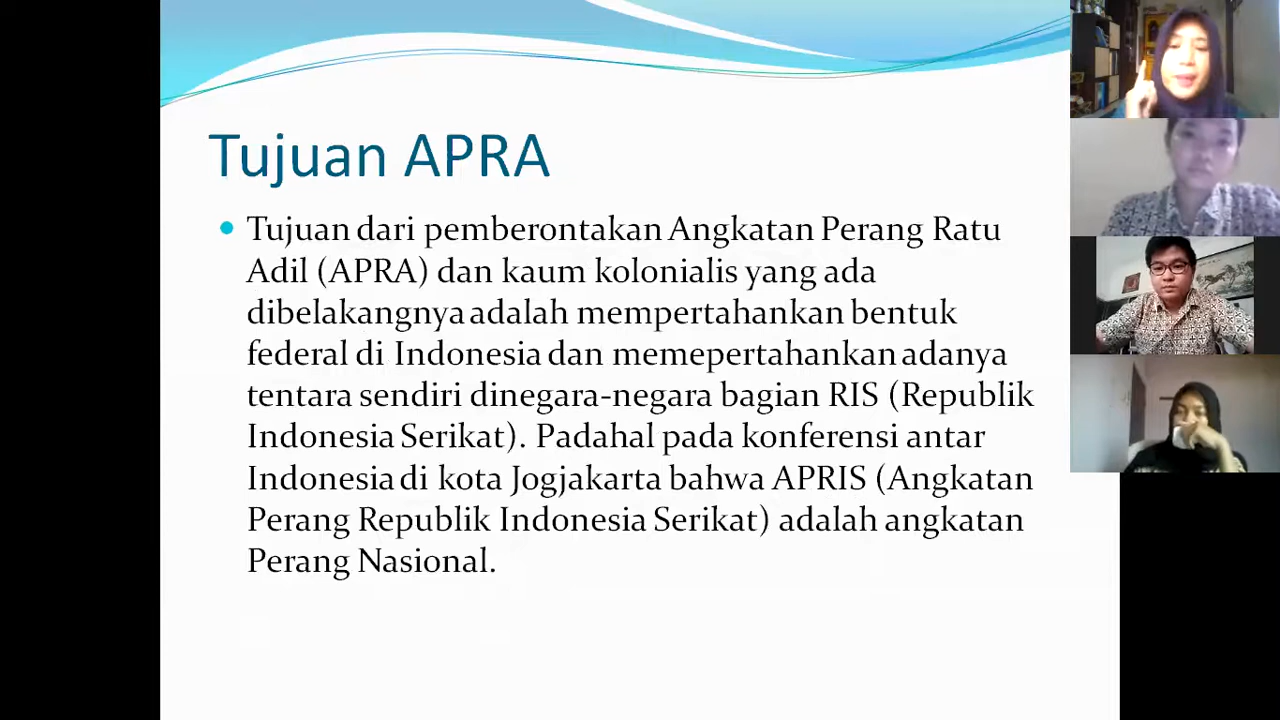 Tujuan APRA
Tujuan dari pemberontakan Angkatan Perang Ratu
Adil (APRA) dan kaum kolonialis yang ada
dibelakangnya adalah mempertahankan bentuk
federal di Indonesia dan memepertahankan adanya
tentara sendiri dinegara-negara bagian RIS (Republik
Indonesia Serikat). Padahal pada konferensi antar
Indonesia di kota Jogjakarta bahwa APRIS (Angkatan
Perang Republik Indonesia Serikat) adalah angkatan
Perang Nasional.